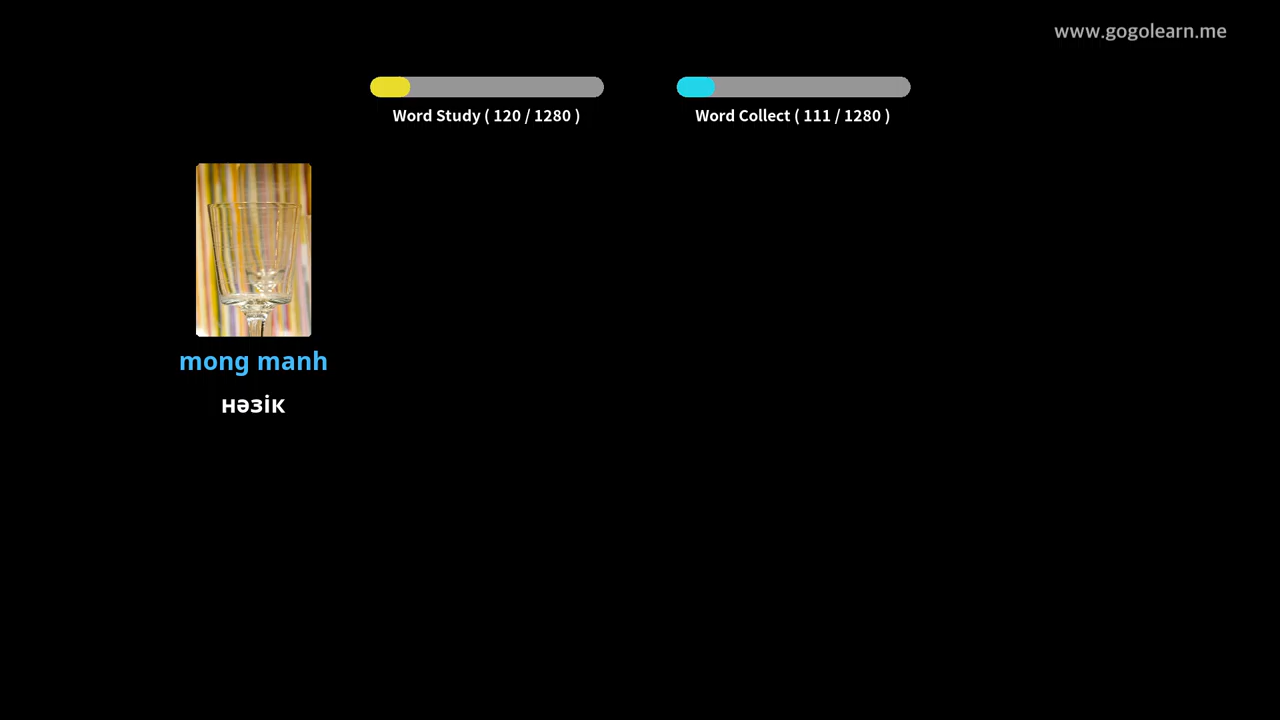 www.gogolearn.me
Word Study ( 120 / 1280 )
Word Collect ( 111 / 1280 )
mong manh
нәзік